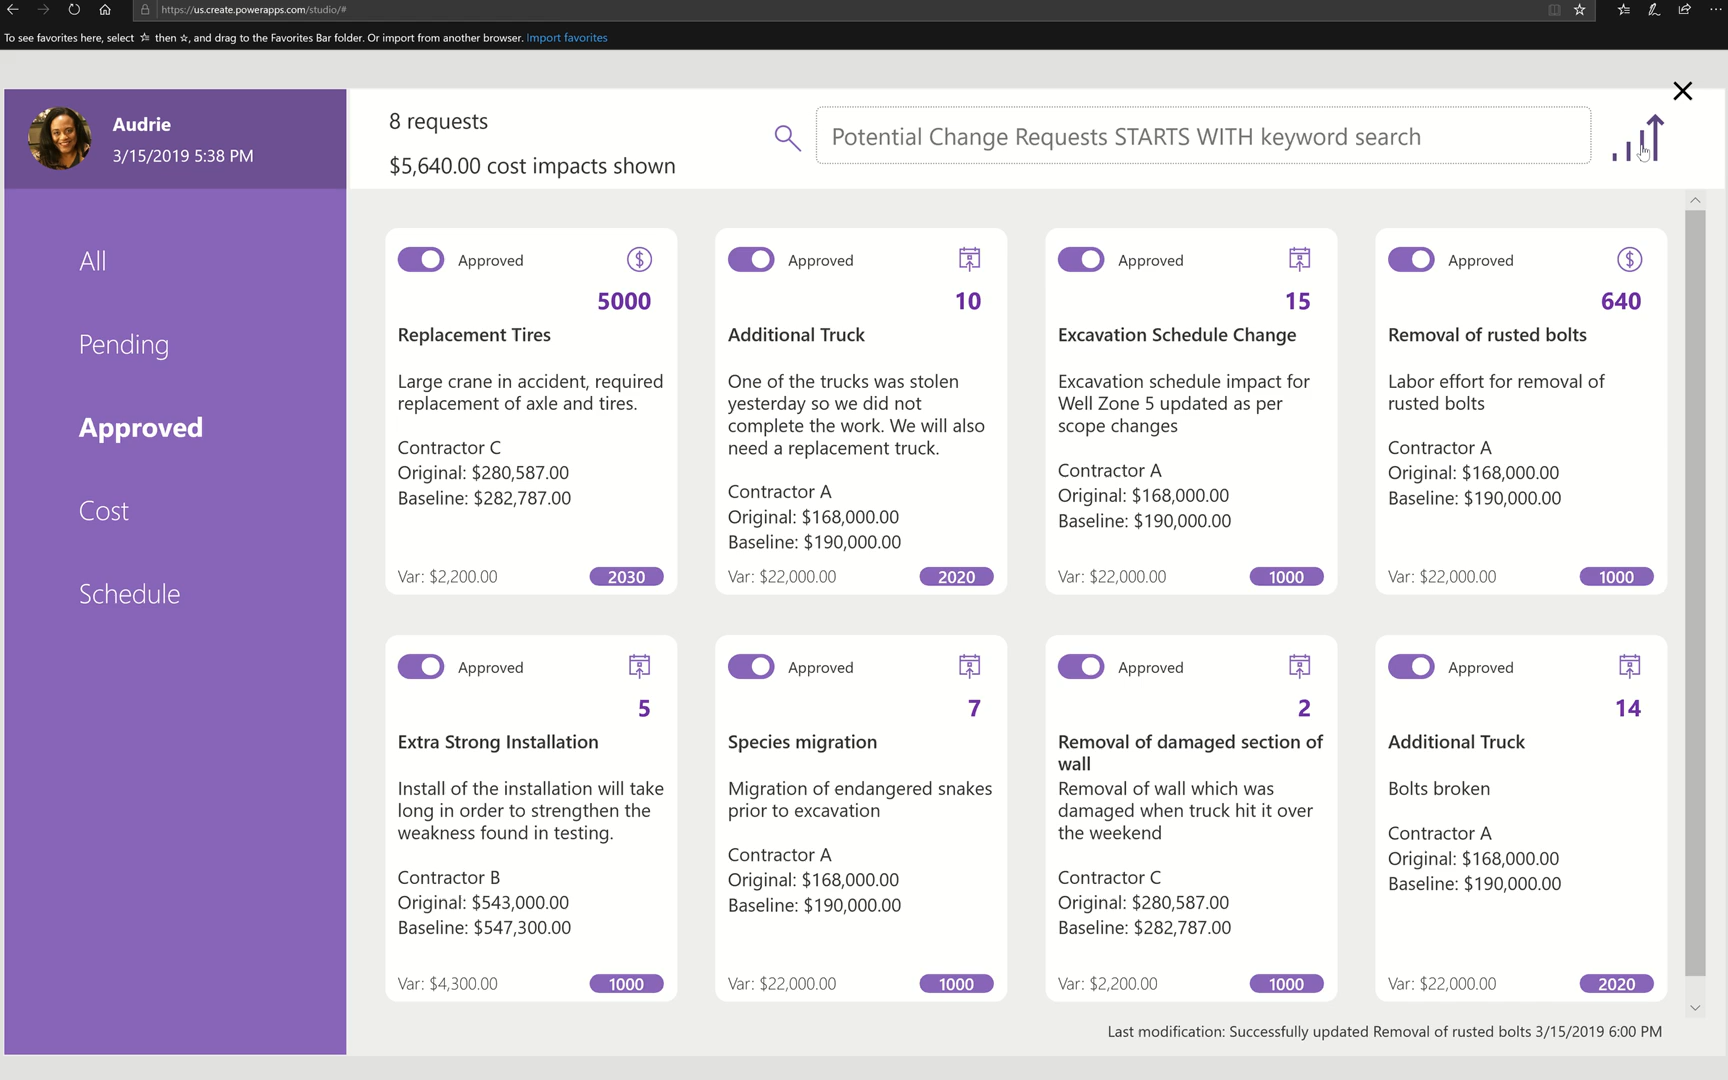 https://us.create.powerapps.com/studio/#
To see favorites here, select then , and drag to the Favorites Bar folder. Or import from another browser. Import favorites
Audrie
3/15/2019 5:38 PM
8 requests
$5,640.00 cost impacts shown
Potential Change Requests STARTS WITH keyword search
All
Pending
Approved
Cost
Schedule
Approved
5000
Replacement Tires
Large crane in accident, required
replacement of axle and tires.
Contractor C
Original: $280,587.00
Baseline: $282,787.00
Var: $2,200.00
2030
Approved
10
Additional Truck
One of the trucks was stolen
yesterday so we did not
complete the work. We will also
need a replacement truck.
Contractor A
Original: $168,000.00
Baseline: $190,000.00
Var: $22,000.00
2020
Approved
15
Excavation Schedule Change
Excavation schedule impact for
Well Zone 5 updated as per
scope changes
Contractor A
Original: $168,000.00
Baseline: $190,000.00
Var: $22,000.00
1000
Approved
$
640
Removal of rusted bolts
Labor effort for removal of
rusted bolts
Contractor A
Original: $168,000.00
Baseline: $190,000.00
Var: $22,000.00
1000
Approved
5
Extra Strong Installation
Install of the installation will take
long in order to strengthen the
weakness found in testing.
Contractor B
Original: $543,000.00
Baseline: $547,300.00
Var: $4,300.00
1000
Approved
7
Species migration
Migration of endangered snakes
prior to excavation
Contractor A
Original: $168,000.00
Baseline: $190,000.00
Var: $22,000.00
1000
Approved
2
Removal of damaged section of
wall
Removal of wall which was
damaged when truck hit it over
the weekend
Contractor C
Original: $280,587.00
Baseline: $282,787.00
Var: $2,200.00
1000
Approved
14
Additional Truck
Bolts broken
Contractor A
Original: $168,000.00
Baseline: $190,000.00
Var: $22,000.00
2020
Last modification: Successfully updated Removal of rusted bolts 3/15/2019 6:00 PM